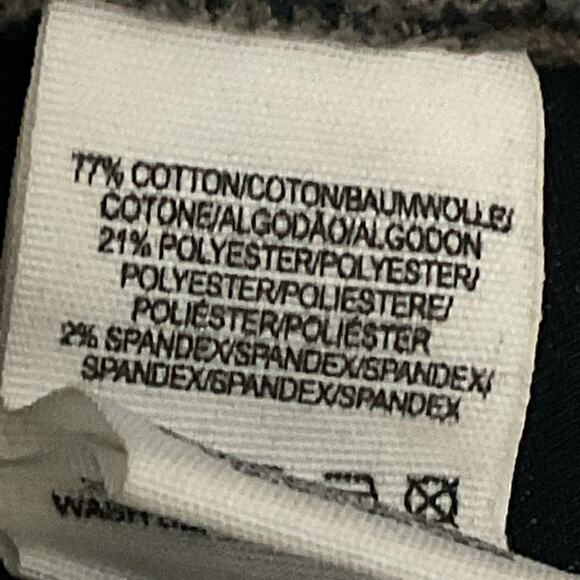 77% COTTON/COTON/BAUMWOLLE/
COTONE/ALGODÃO/ALGODON
21% POLYESTER/POLYESTER/
POLYESTER/POLIESTERE/
POLIÉSTER/POLIÉSTER
2% SPANDEX/SPANDEX/SPANDEX/
SPANDEX/SPANDEX/SPANDEX
WASH